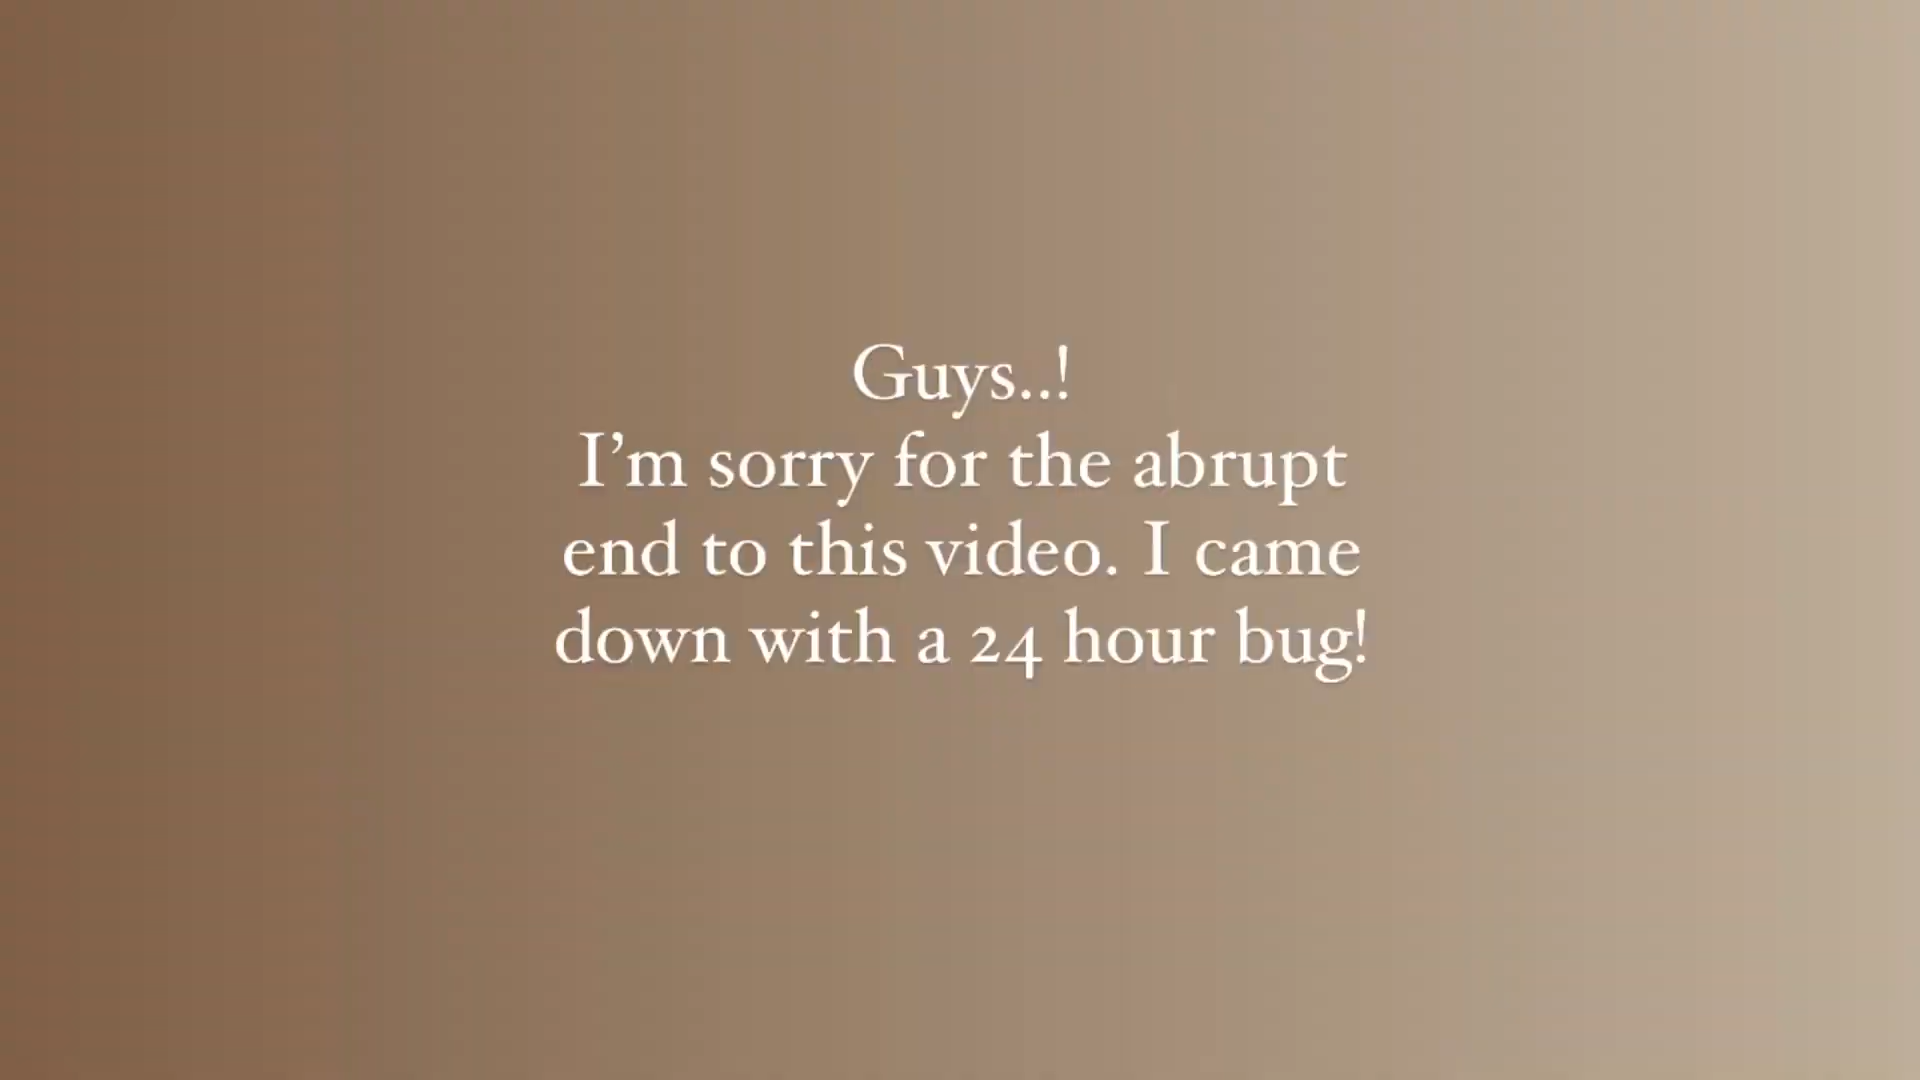 Guys..!
I’m sorry for the abrupt
end to this video. I came
down with a 24 hour bug!